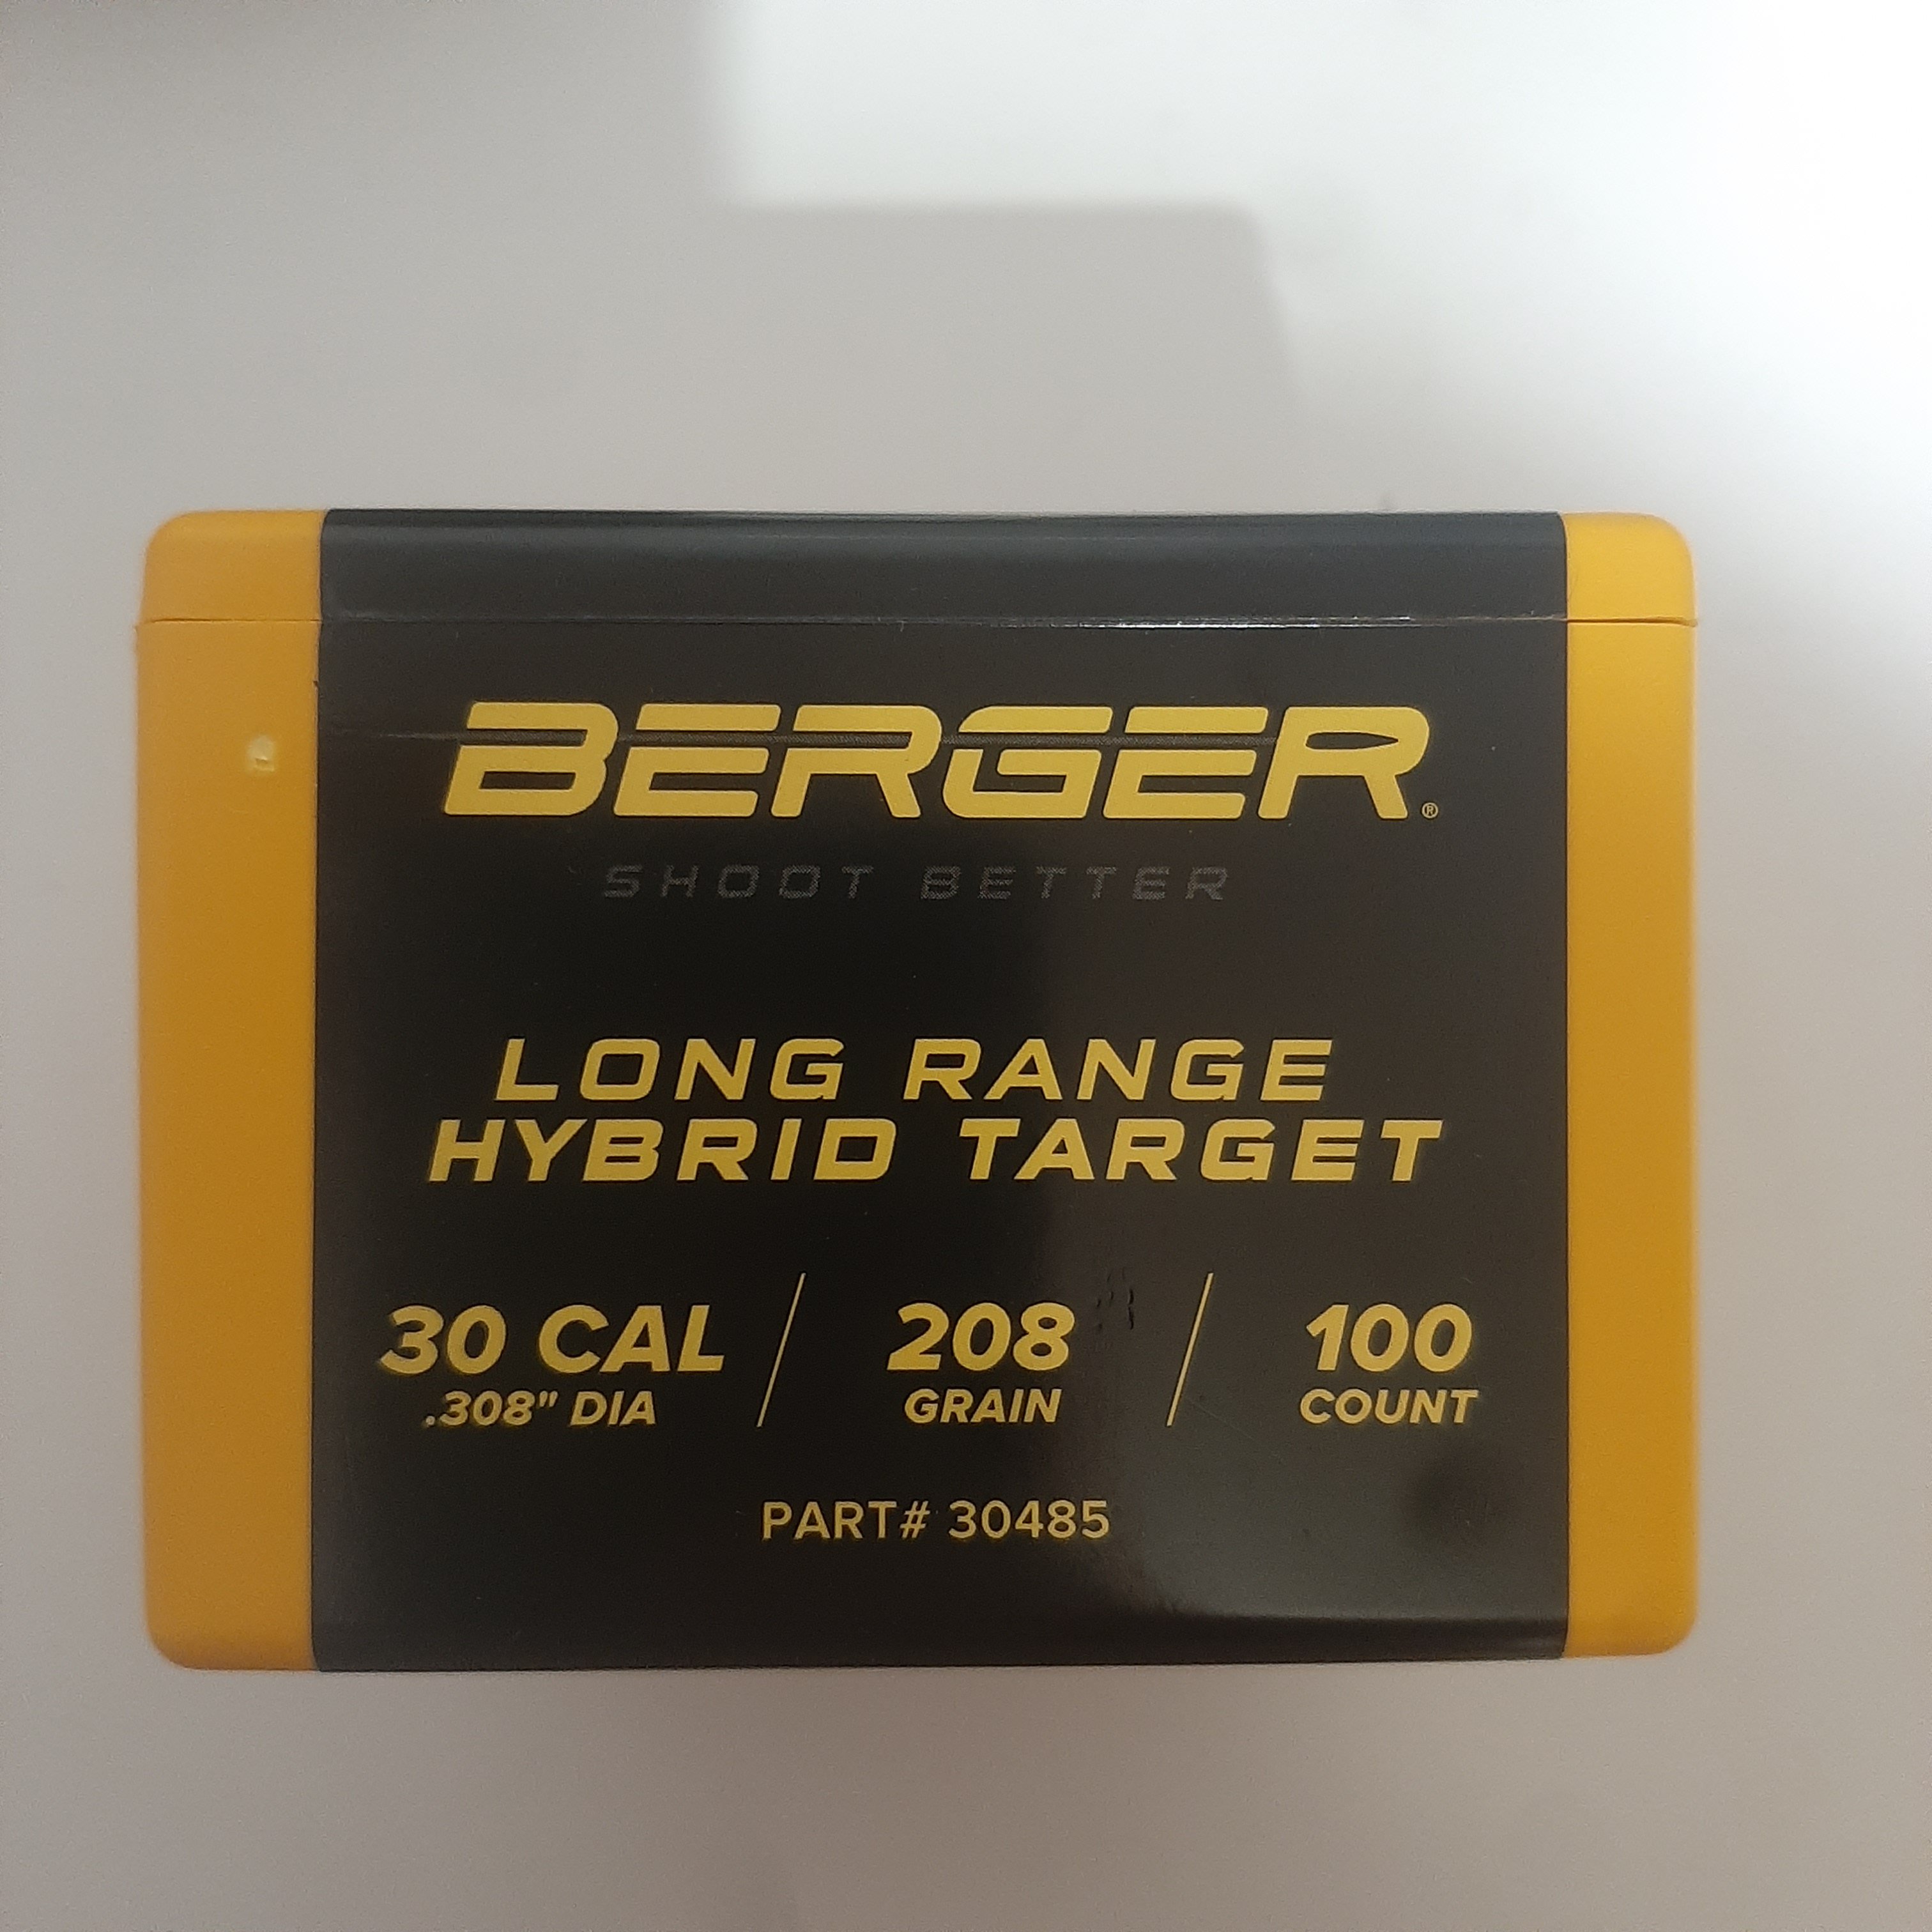 BERGER®
SHOOT BETTER
LONG RANGE
HYBRID TARGET
30 CAL / 208 / 100
.308" DIA GRAIN COUNT
PART# 30485